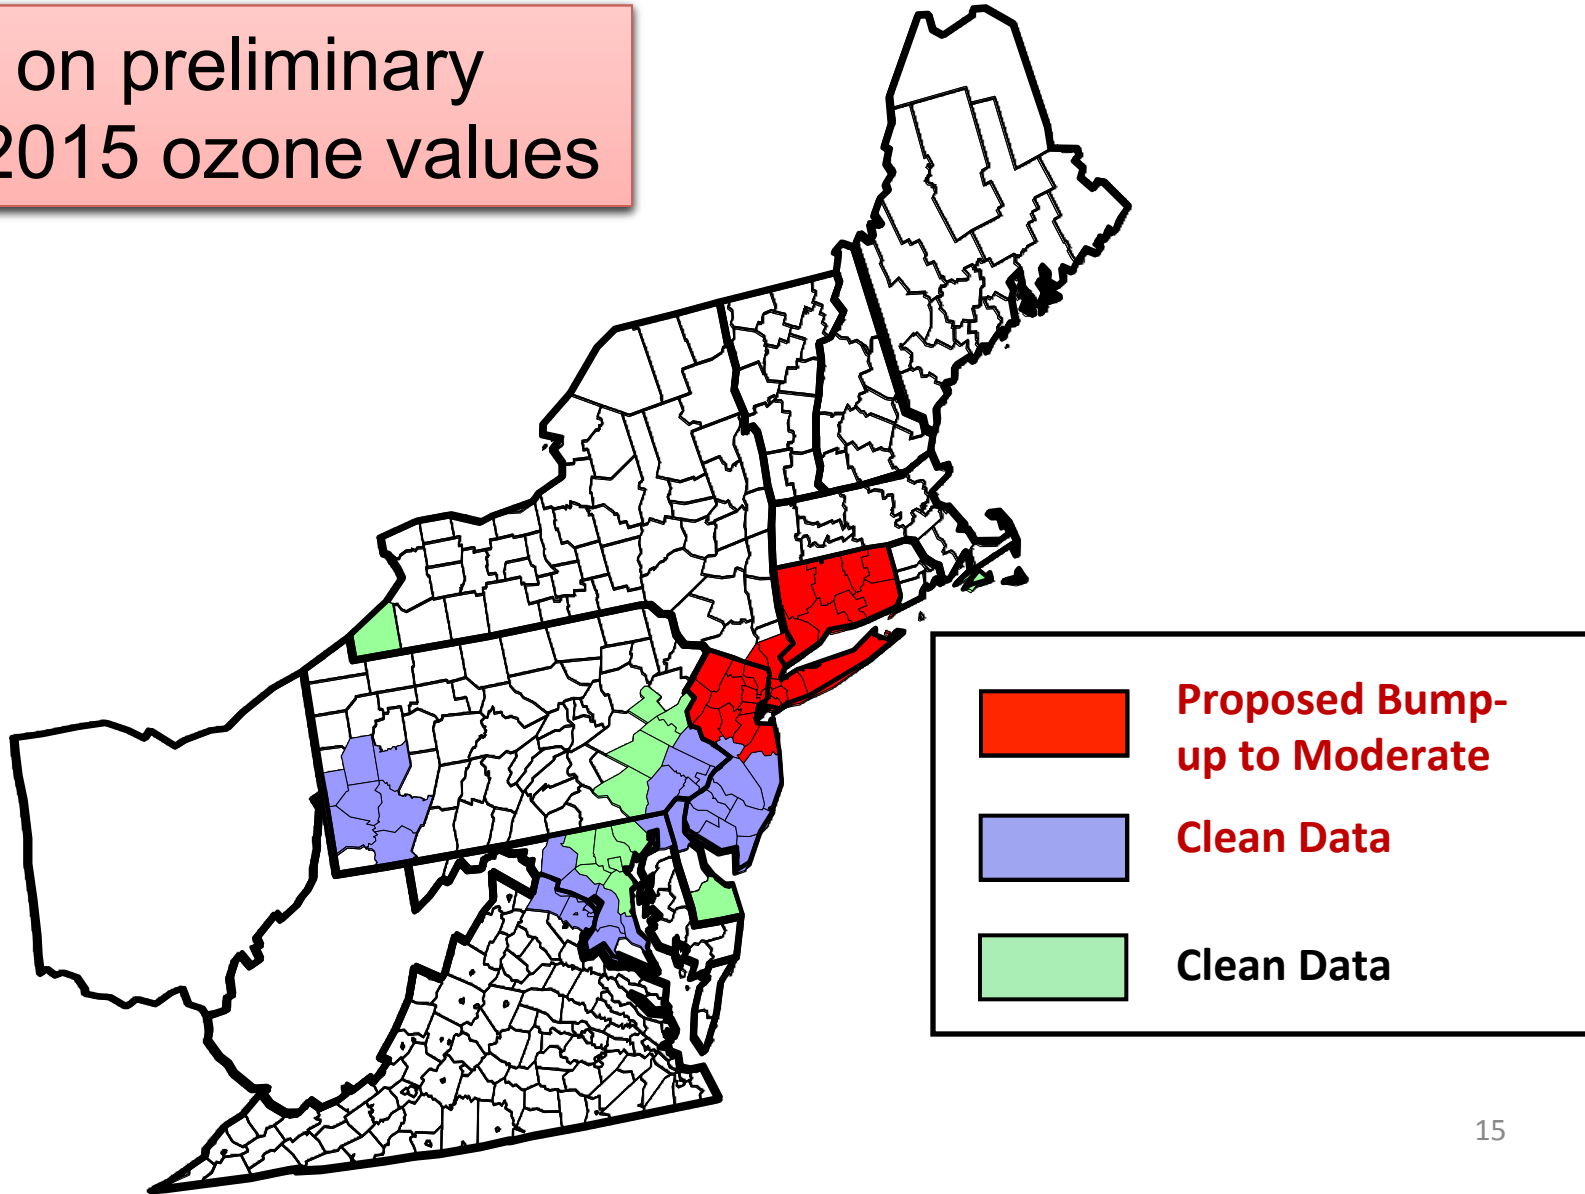 on preliminary
2015 ozone values
Proposed Bump-
up to Moderate
Clean Data
Clean Data
15